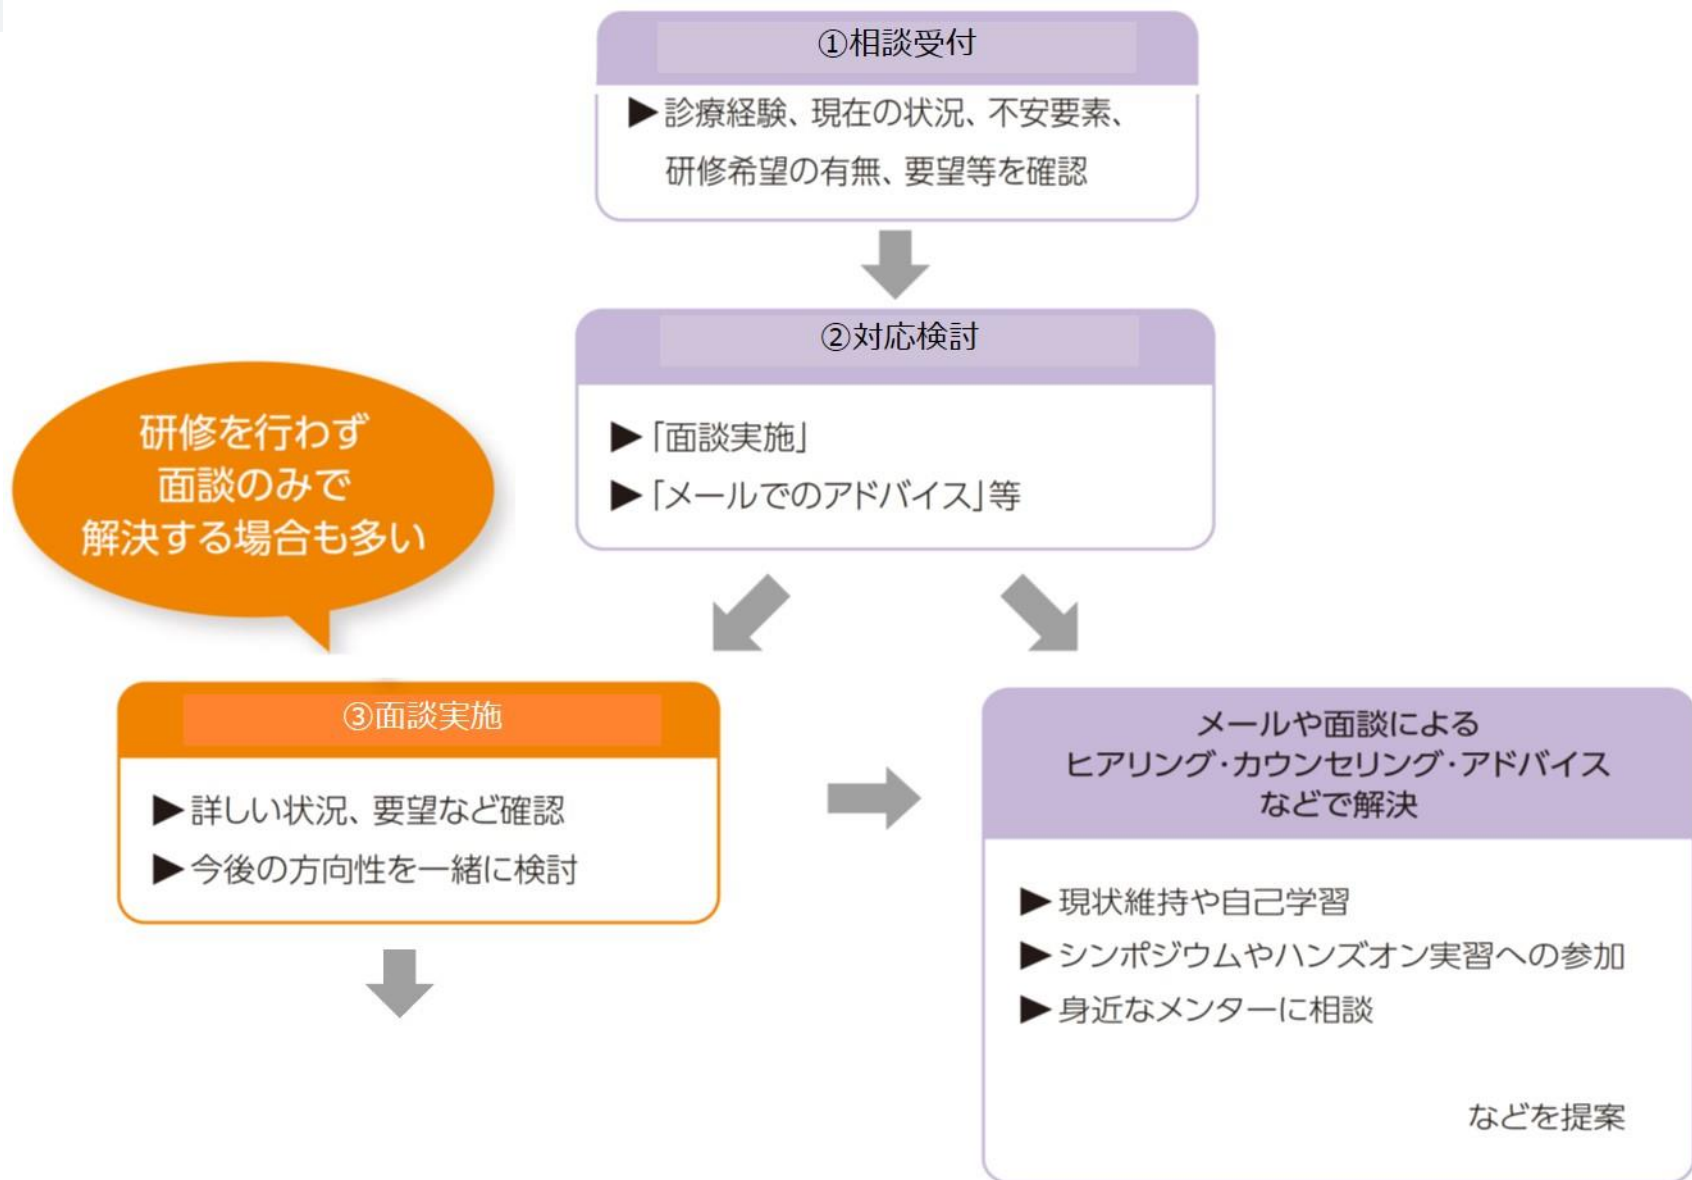 ①相談受付
▶診療経験、現在の状況、不安要素、
研修希望の有無、要望等を確認
②対応検討
▶「面談実施」
▶「メールでのアドバイス」等
研修を行わず
面談のみで
解決する場合も多い
③面談実施
▶詳しい状況、要望など確認
▶今後の方向性を一緒に検討
メールや面談による
ヒアリング・カウンセリング・アドバイス
などで解決
▶現状維持や自己学習
▶シンポジウムやハンズオン実習への参加
▶身近なメンターに相談
などを提案